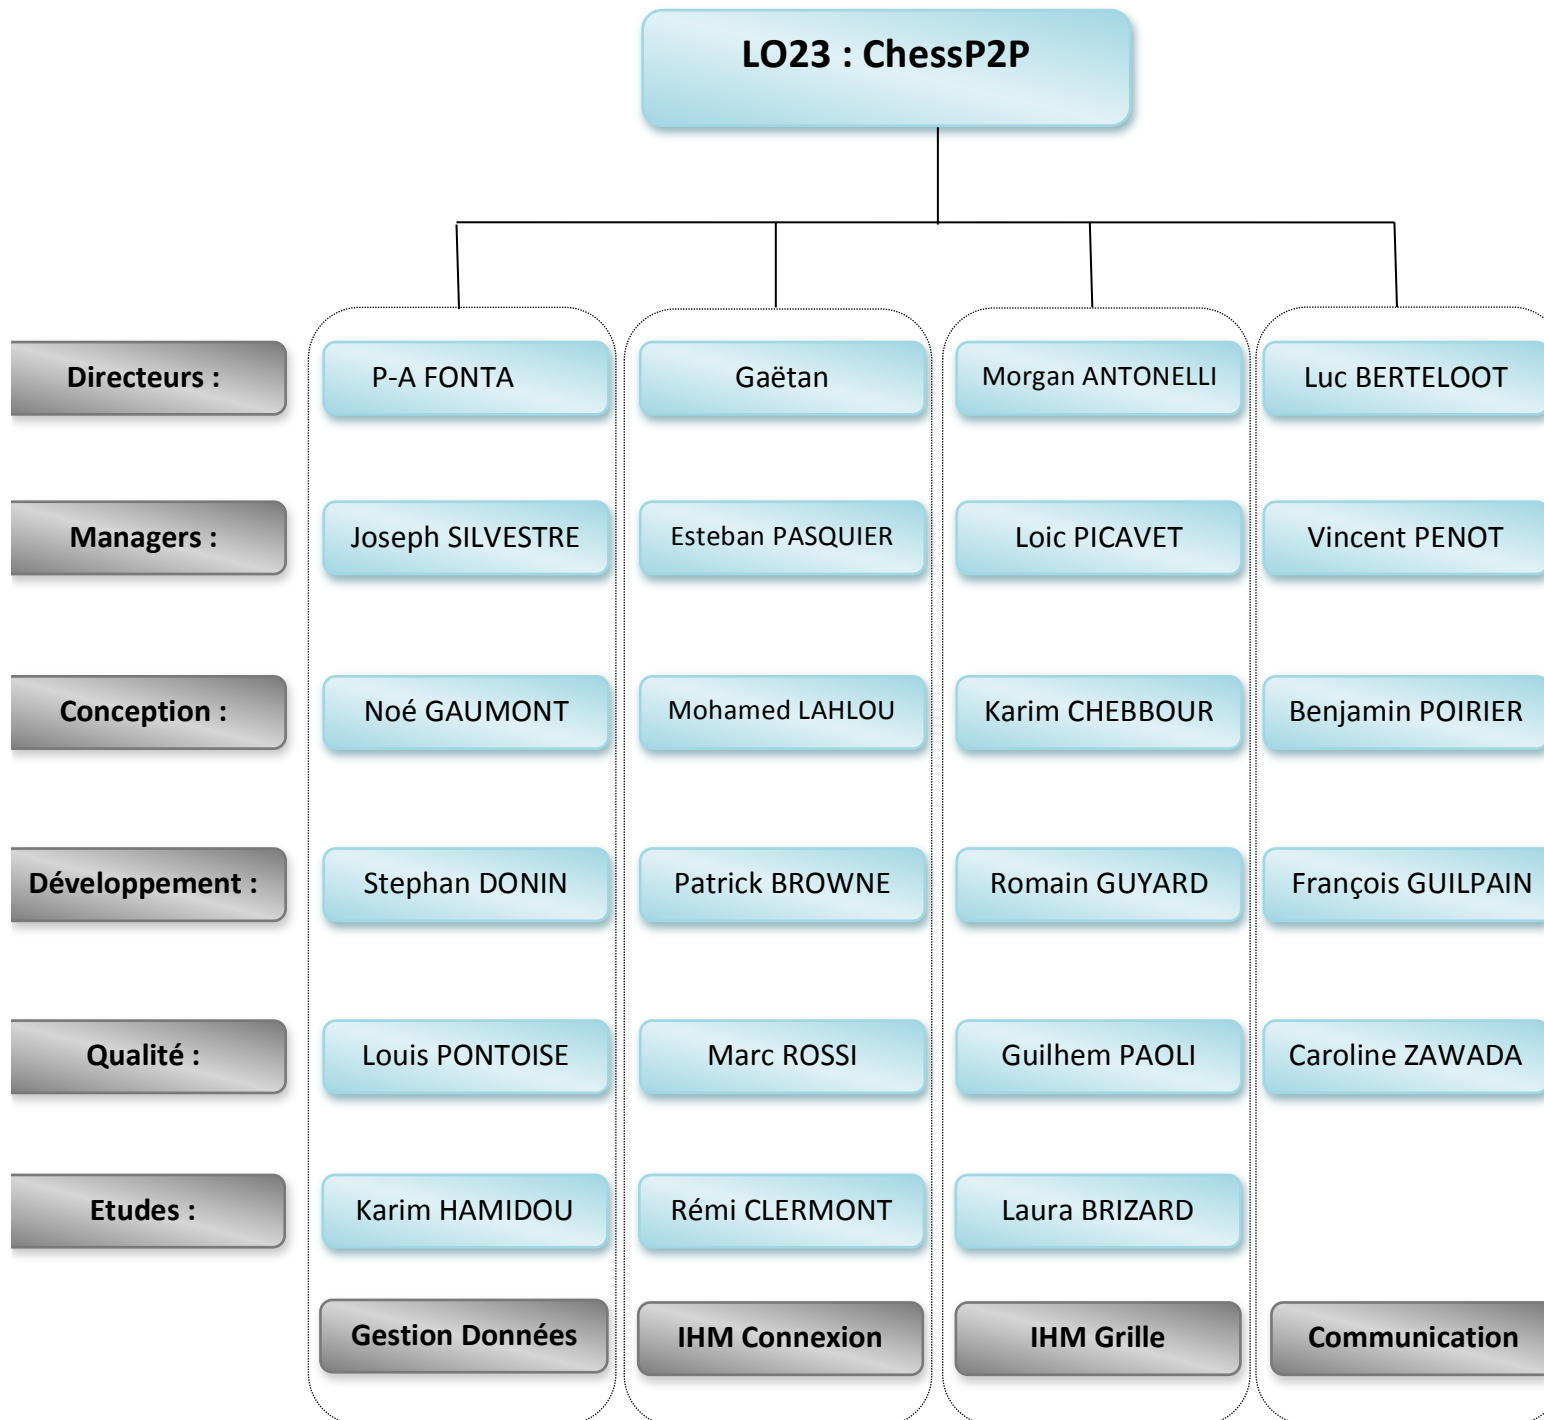 LO23 : ChessP2P
Directeurs :
P-A FONTA
Gaëtan
Morgan ANTONELLI
Luc BERTELOOT
Managers :
Joseph SILVESTRE
Esteban PASQUIER
Loic PICAVET
Vincent PENOT
Conception :
Noé GAUMONT
Mohamed LAHLOU
Karim CHEBBOUR
Benjamin POIRIER
Développement :
Stephan DONIN
Patrick BROWNE
Romain GUYARD
François GUILPAIN
Qualité :
Louis PONTOISE
Marc ROSSI
Guilhem PAOLI
Caroline ZAWADA
Etudes :
Karim HAMIDOU
Rémi CLERMONT
Laura BRIZARD
Gestion Données
IHM Connexion
IHM Grille
Communication